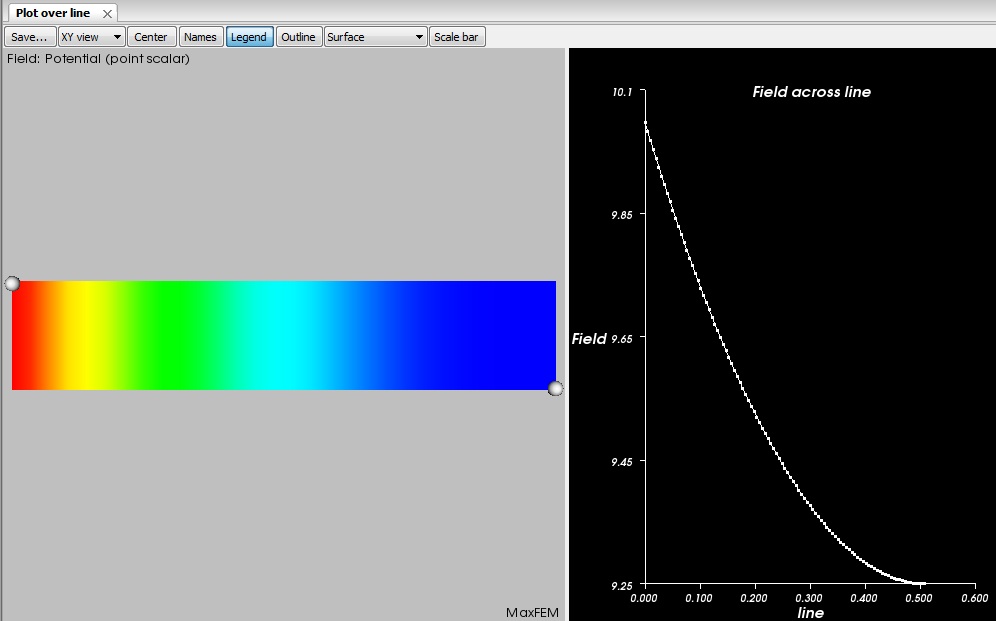 Plot over line
Save... XY view Center Names Legend Outline Surface Scale bar
Field: Potential (point scalar)
MaxFEM
Field across line
10.1
9.85
Field 9.65
9.45
9.25
0.000 0.100 0.200 0.300 0.400 0.500 0.600
line